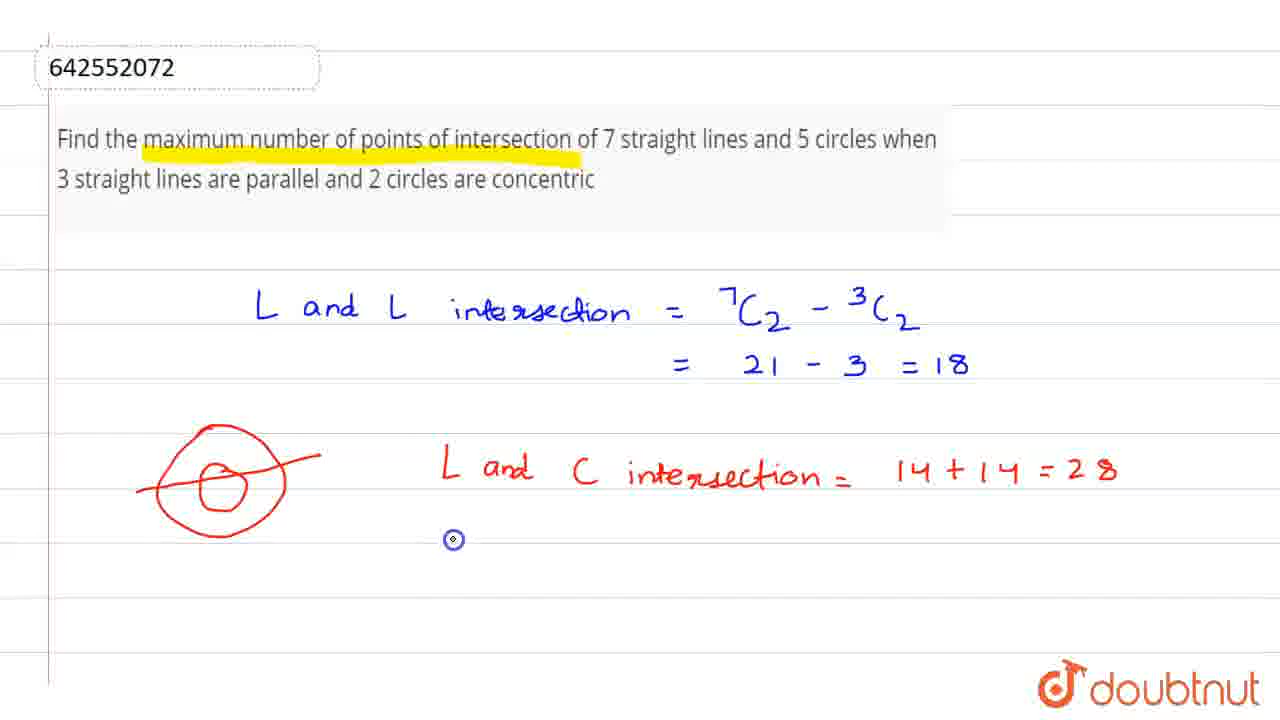 642552072
Find the maximum number of points of intersection of 7 straight lines and 5 circles when
3 straight lines are parallel and 2 circles are concentric
L and L intersection = ⁷C₂ - ³C₂
= 21 - 3 = 18
L and C intersection = 14 + 14 = 28
doubtnut